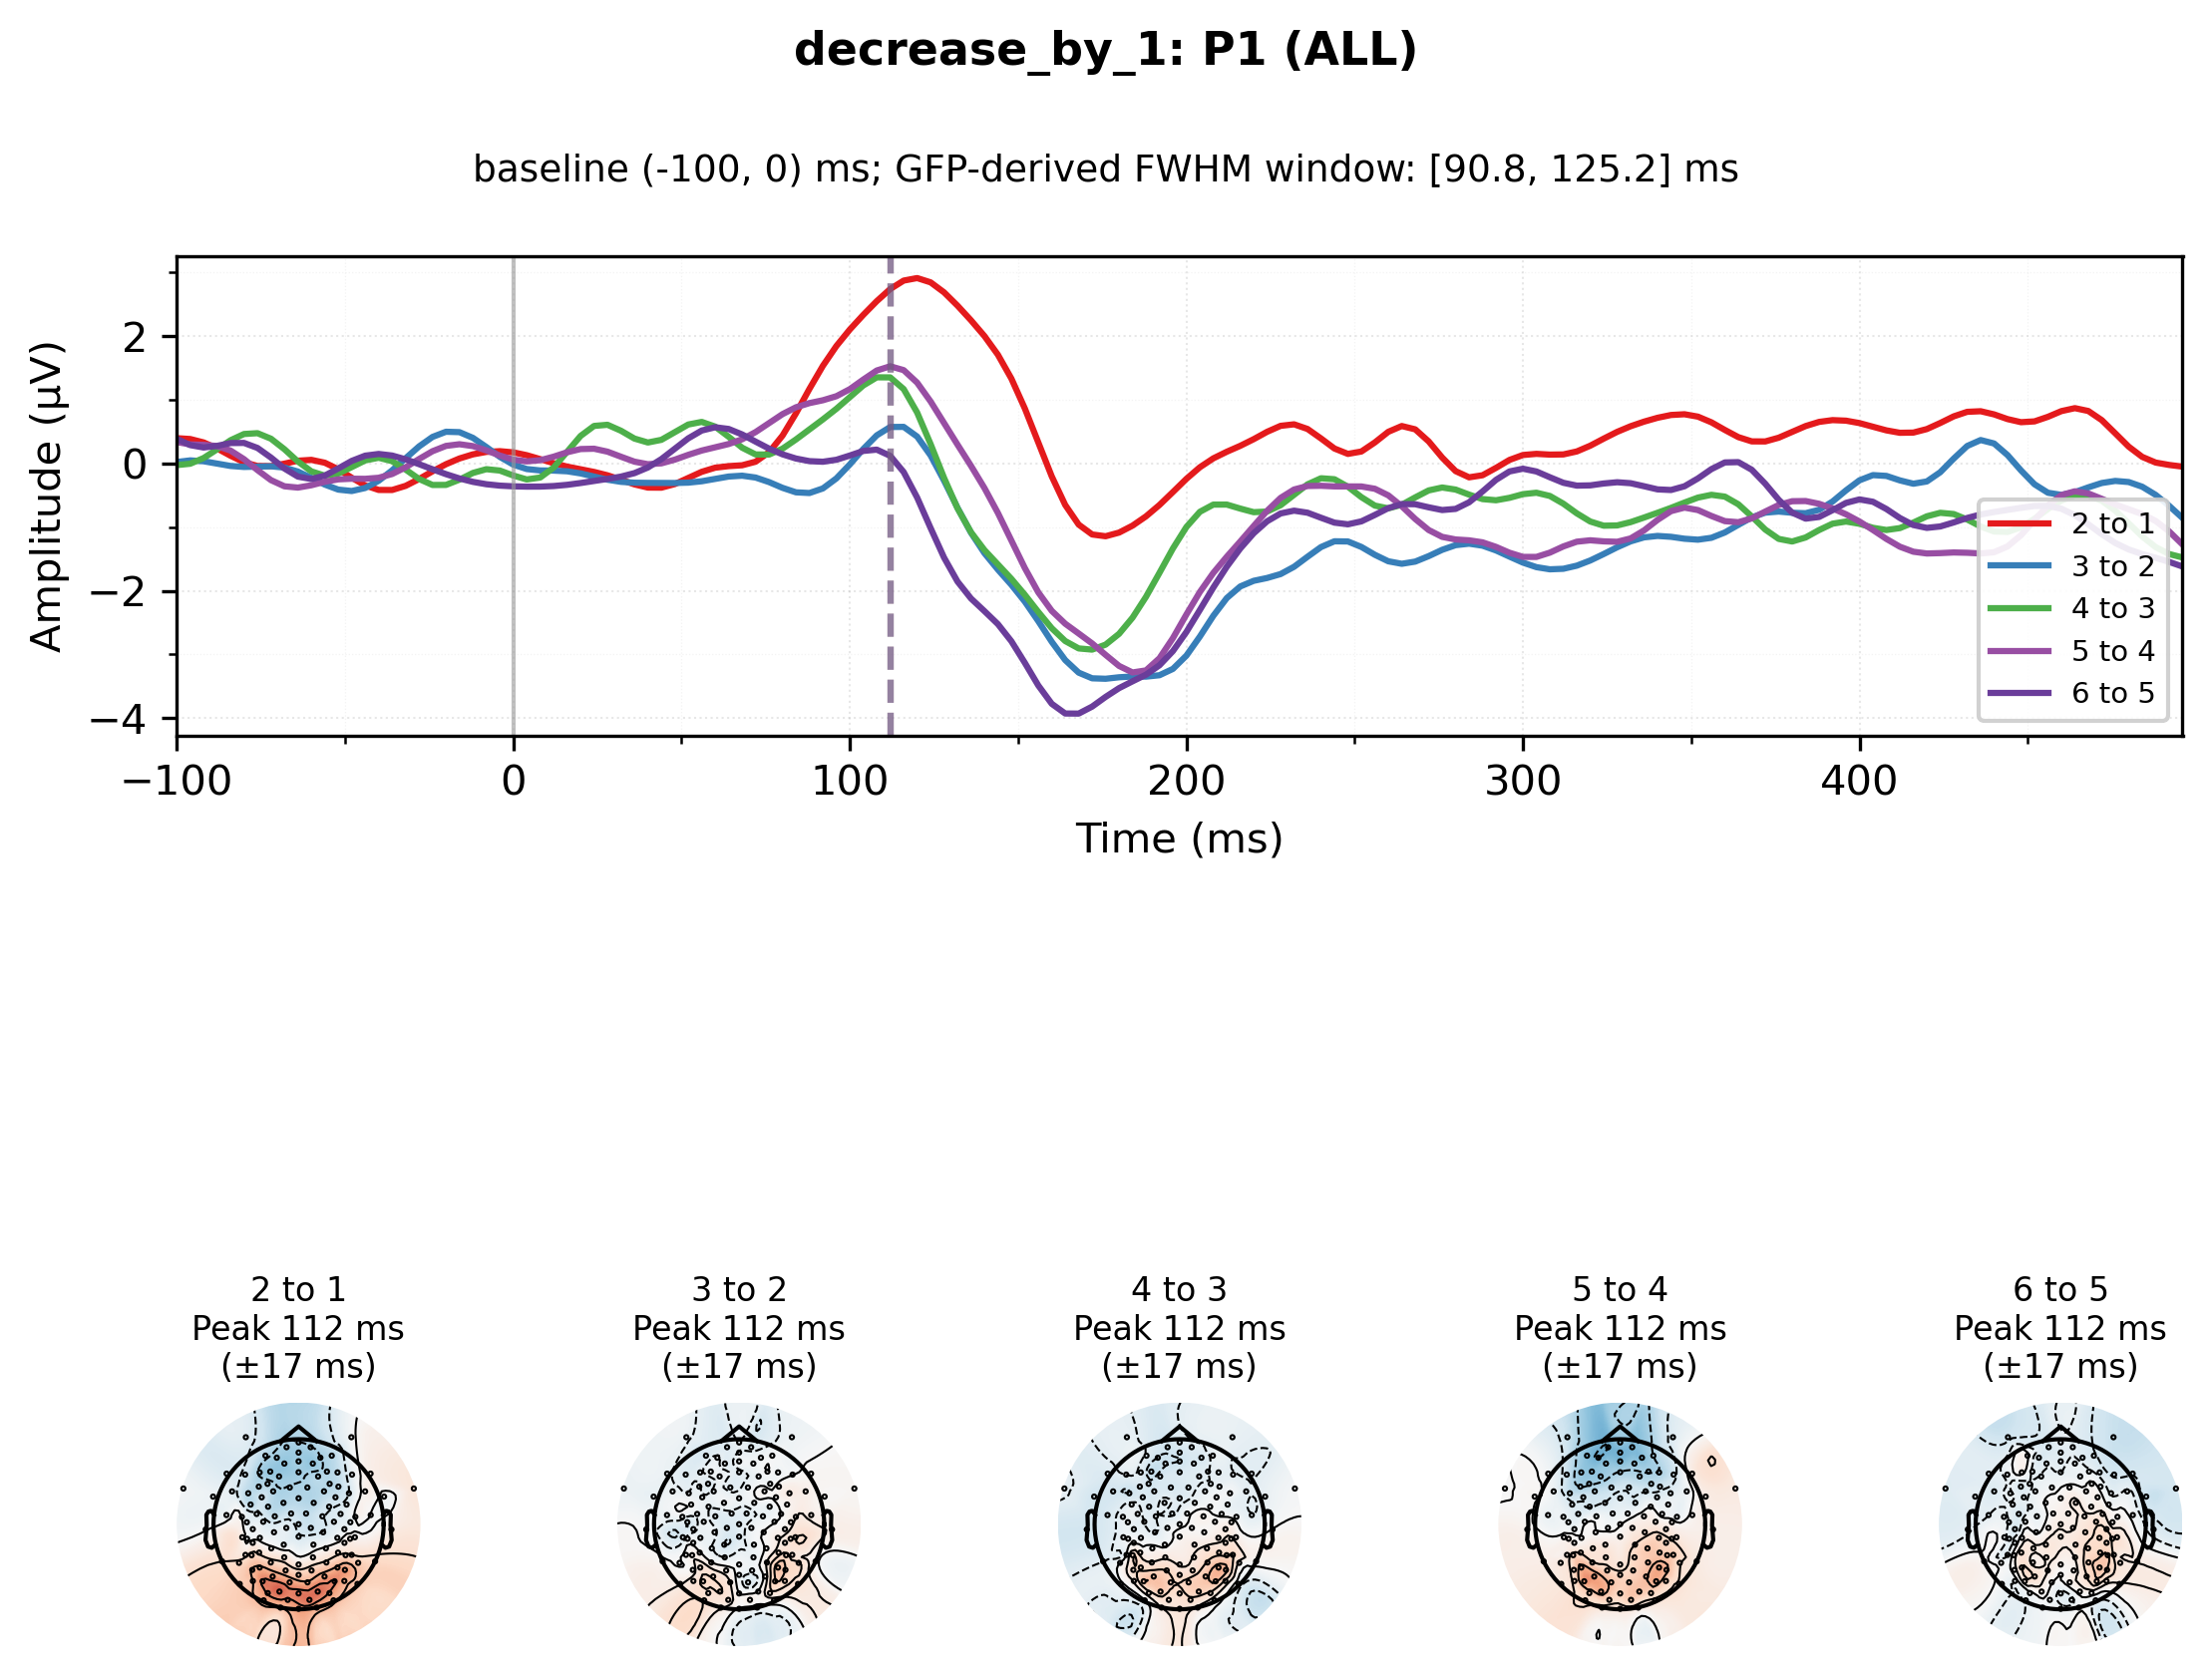 decrease_by_1: P1 (ALL)
baseline (-100, 0) ms; GFP-derived FWHM window: [90.8, 125.2] ms
Amplitude (µV)
2
0
−2
−4
−100
0
100
200
300
400
Time (ms)
2 to 1
3 to 2
4 to 3
5 to 4
6 to 5
2 to 1
Peak 112 ms
(±17 ms)
3 to 2
Peak 112 ms
(±17 ms)
4 to 3
Peak 112 ms
(±17 ms)
5 to 4
Peak 112 ms
(±17 ms)
6 to 5
Peak 112 ms
(±17 ms)